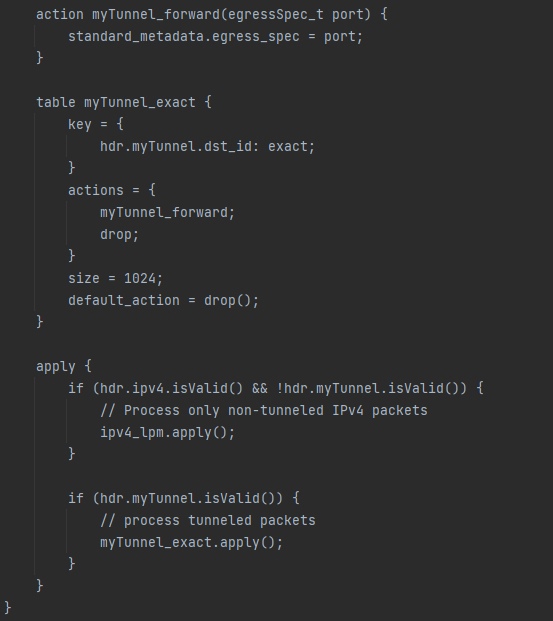 action myTunnel_forward(egressSpec_t port) {
        standard_metadata.egress_spec = port;
    }

    table myTunnel_exact {
        key = {
            hdr.myTunnel.dst_id: exact;
        }
        actions = {
            myTunnel_forward;
            drop;
        }
        size = 1024;
        default_action = drop();
    }

    apply {
        if (hdr.ipv4.isValid() && !hdr.myTunnel.isValid()) {
            // Process only non-tunneled IPv4 packets
            ipv4_lpm.apply();
        }

        if (hdr.myTunnel.isValid()) {
            // process tunneled packets
            myTunnel_exact.apply();
        }
    }
}